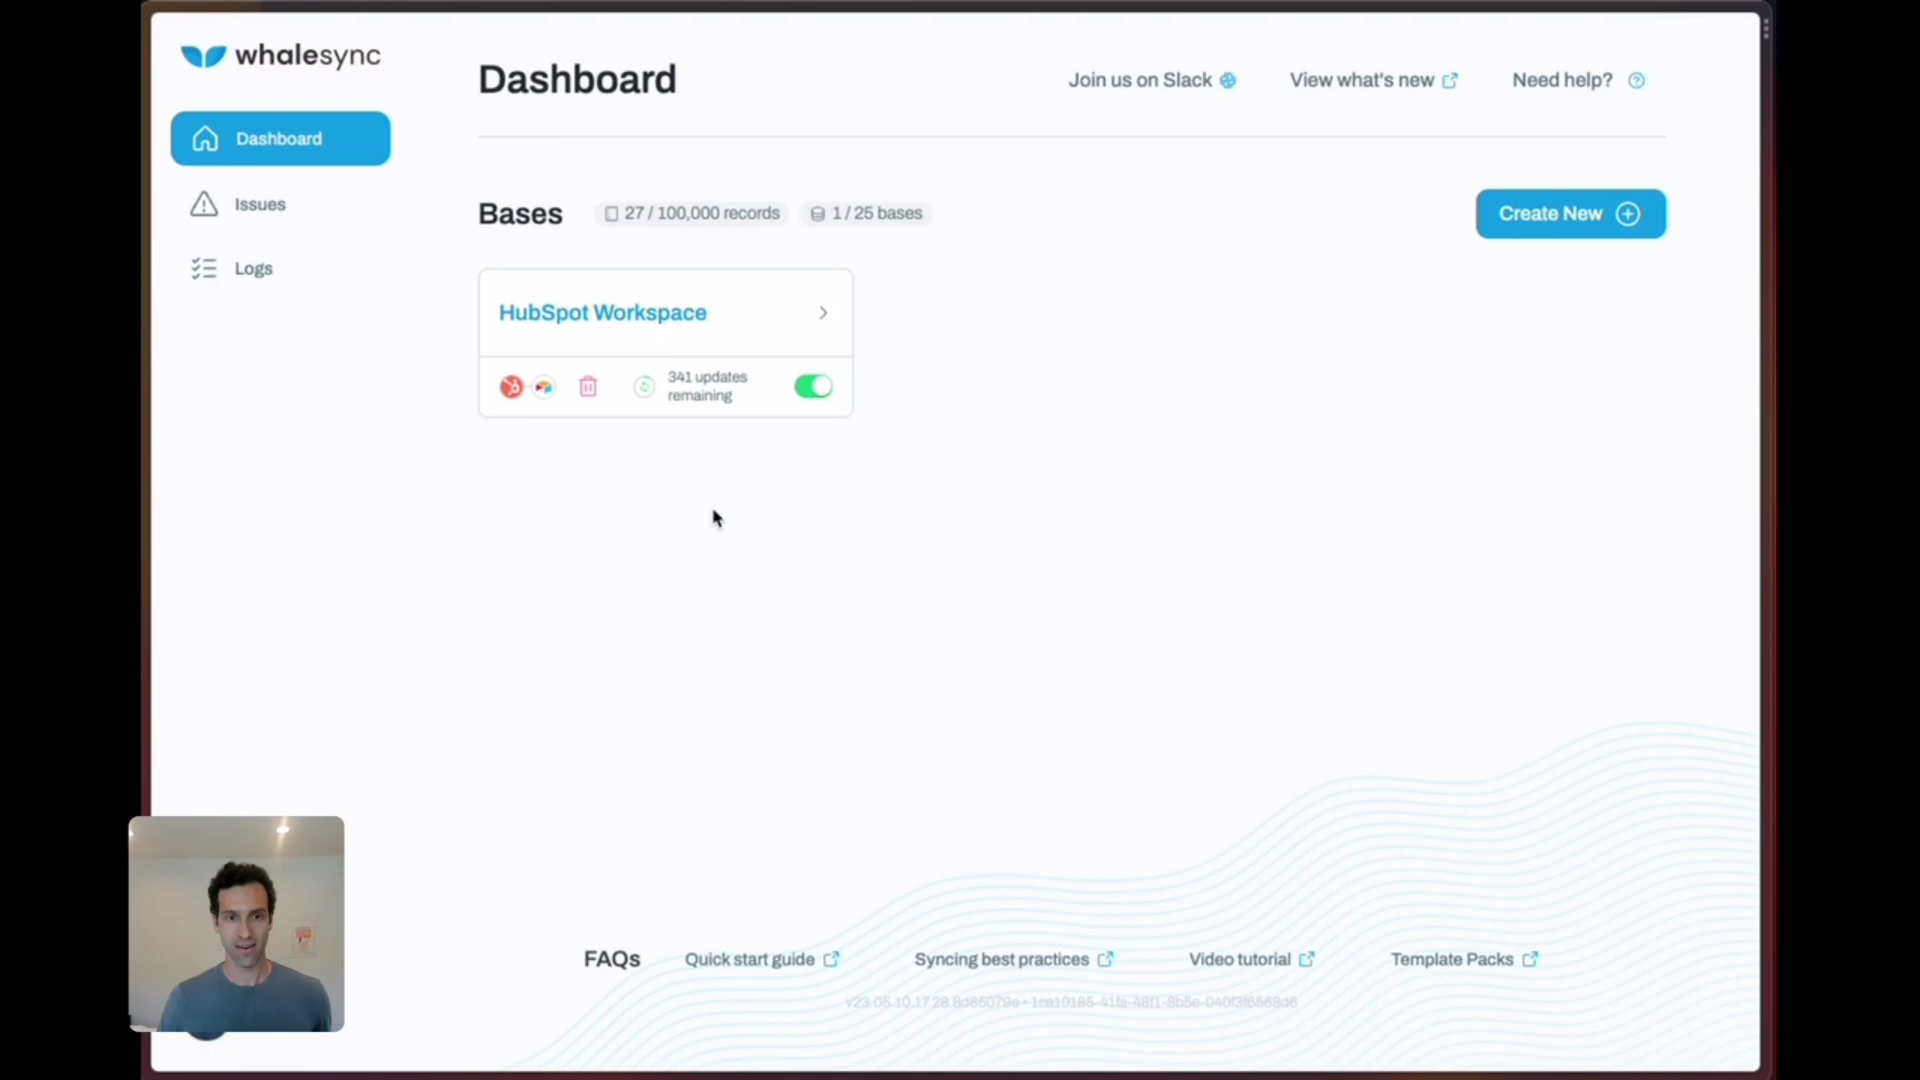 whalesync
Dashboard
Issues
Logs
Dashboard
Join us on Slack
View what's new
Need help?
Bases
27 / 100,000 records
1 / 25 bases
Create New
HubSpot Workspace
341 updates
remaining
FAQs
Quick start guide
Syncing best practices
Video tutorial
Template Packs